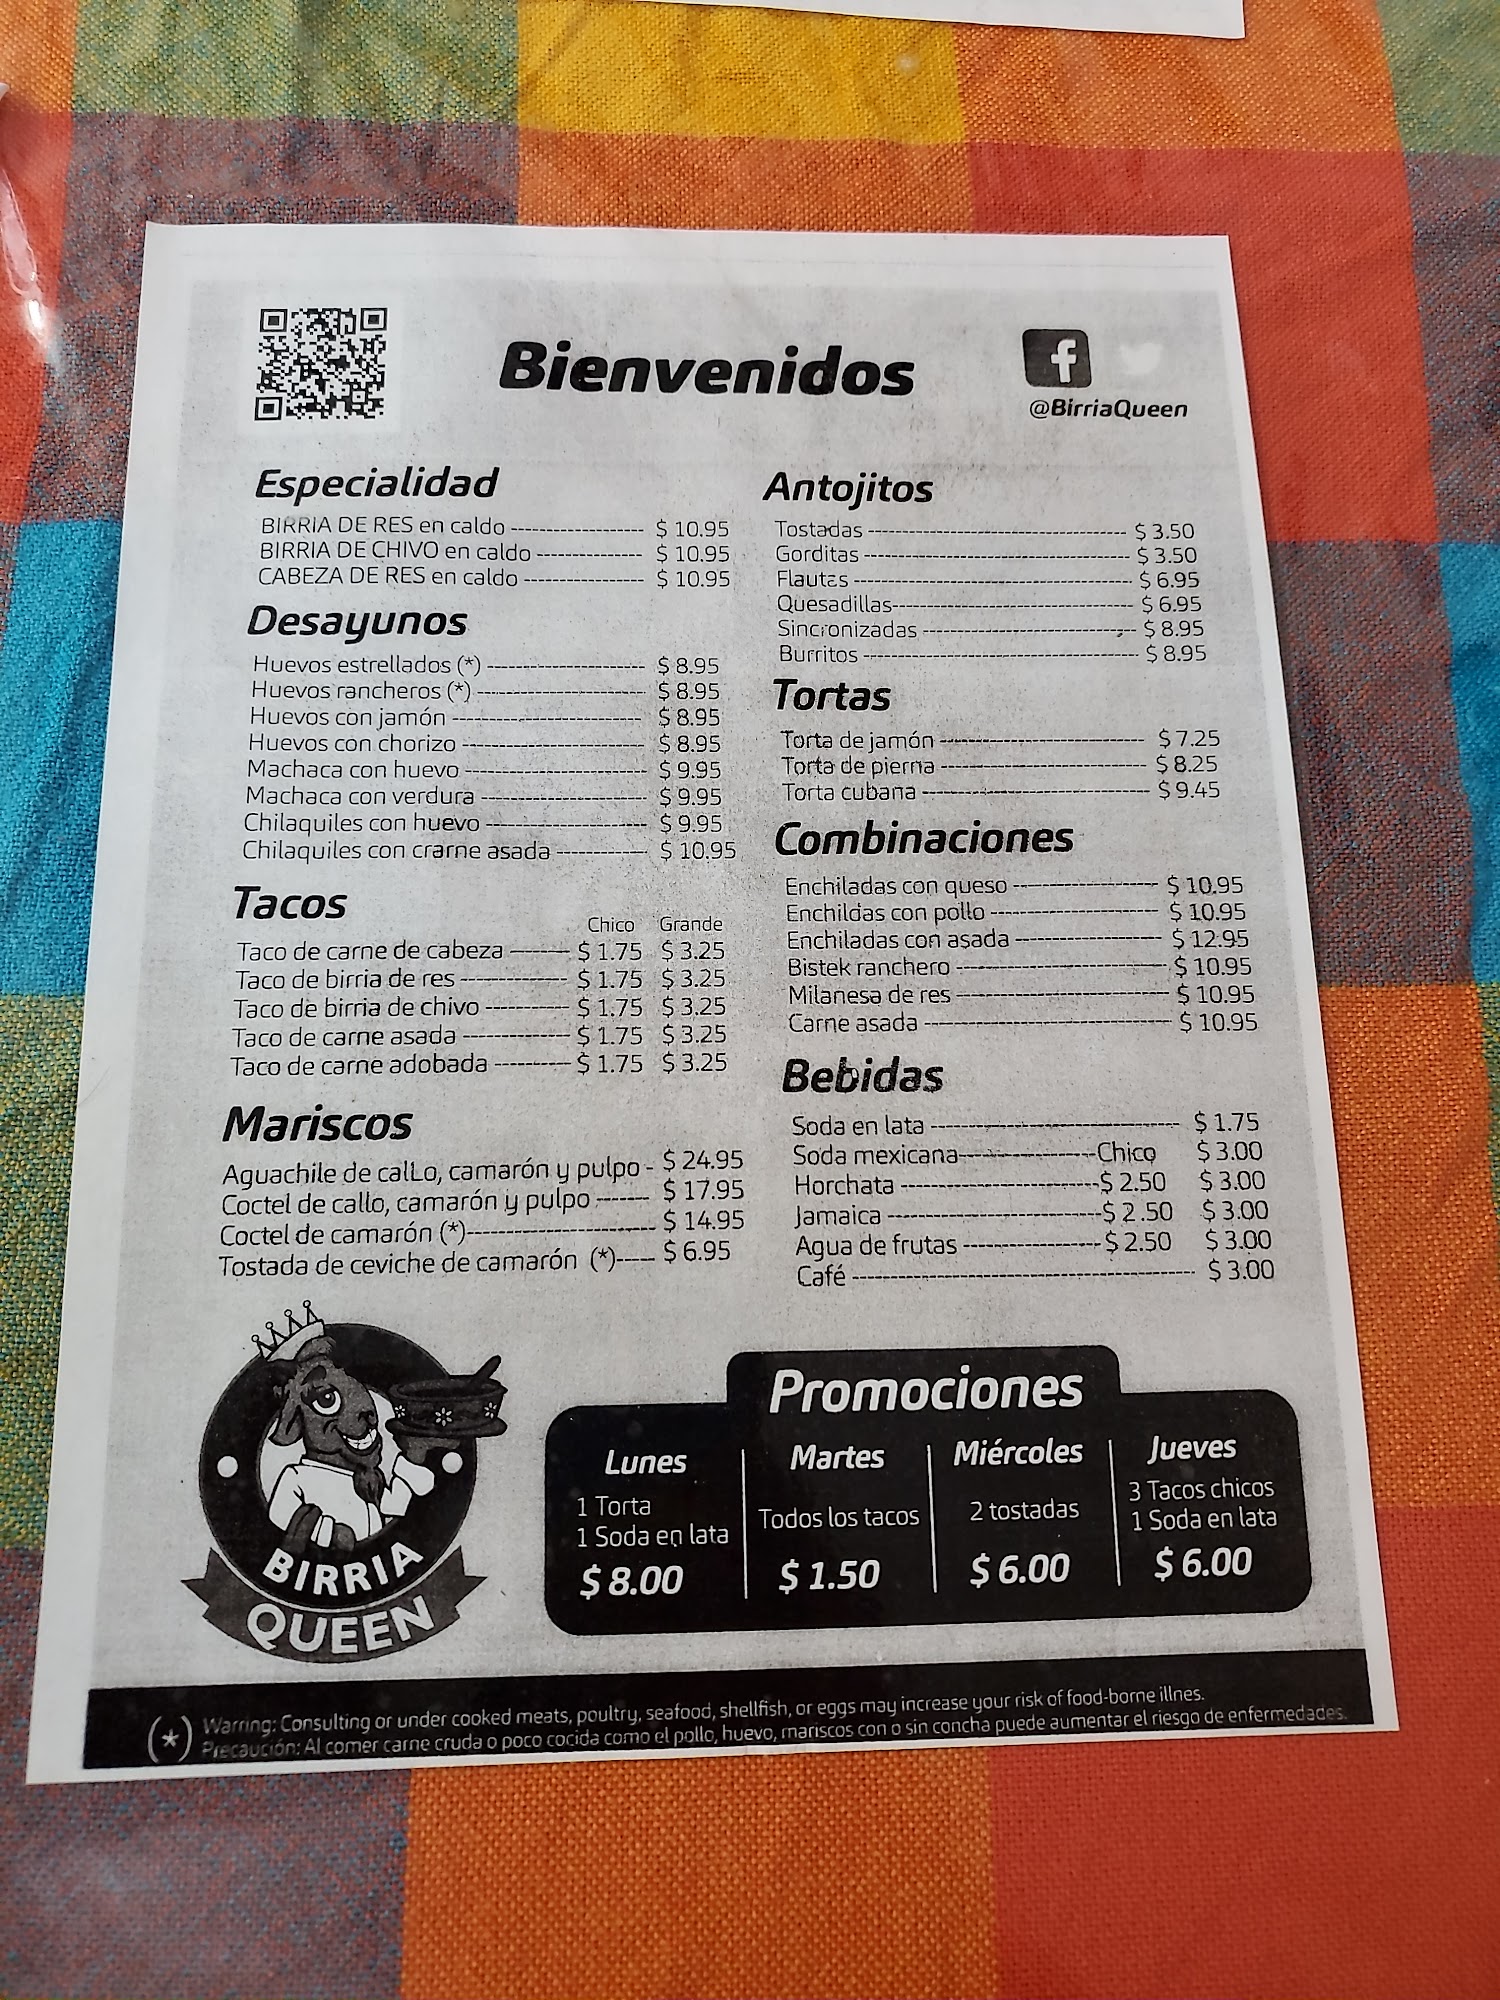 Bienvenidos
@BirriaQueen
Especialidad
BIRRIA DE RES en caldo $ 10.95
BIRRIA DE CHIVO en caldo $ 10.95
CABEZA DE RES en caldo $ 10.95
Desayunos
Huevos estrellados (*) $ 8.95
Huevos rancheros (*) $ 8.95
Huevos con jamón $ 8.95
Huevos con chorizo $ 8.95
Machaca con huevo $ 9.95
Machaca con verdura $ 9.95
Chilaquiles con huevo $ 9.95
Chilaquiles con crarne asada $ 10.95
Tacos
Chico Grande
Taco de carne de cabeza $ 1.75 $ 3.25
Taco de birria de res $ 1.75 $ 3.25
Taco de birria de chivo $ 1.75 $ 3.25
Taco de carne asada $ 1.75 $ 3.25
Taco de carne adobada $ 1.75 $ 3.25
Mariscos
Aguachile de calLo, camarón y pulpo - $ 24.95
Coctel de callo, camarón y pulpo $ 17.95
Coctel de camarón (*) $ 14.95
Tostada de ceviche de camarón (*) $ 6.95
Antojitos
Tostadas $ 3.50
Gorditas $ 3.50
Flautas $ 6.95
Quesadillas $ 6.95
Sincronizadas $ 8.95
Burritos $ 8.95
Tortas
Torta de jamón $ 7.25
Torta de pierna $ 8.25
Torta cubana $ 9.45
Combinaciones
Enchiladas con queso $ 10.95
Enchildas con pollo $ 10.95
Enchiladas con asada $ 12.95
Bistek ranchero $ 10.95
Milanesa de res $ 10.95
Carne asada $ 10.95
Bebidas
Soda en lata $ 1.75
Soda mexicana Chico $ 3.00
Horchata $ 2.50 $ 3.00
Jamaica $ 2.50 $ 3.00
Agua de frutas $ 2.50 $ 3.00
Café $ 3.00
BIRRIA
QUEEN
Promociones
Lunes
1 Torta
1 Soda en lata
$ 8.00
Martes
Todos los tacos
$ 1.50
Miércoles
2 tostadas
$ 6.00
Jueves
3 Tacos chicos
1 Soda en lata
$ 6.00
(*) Warring: Consulting or under cooked meats, poultry, seafood, shellfish, or eggs may increase your risk of food-borne illnes.
Precaución: Al comer carne cruda o poco cocida como el pollo, huevo, mariscos con o sin concha puede aumentar el riesgo de enfermedades.